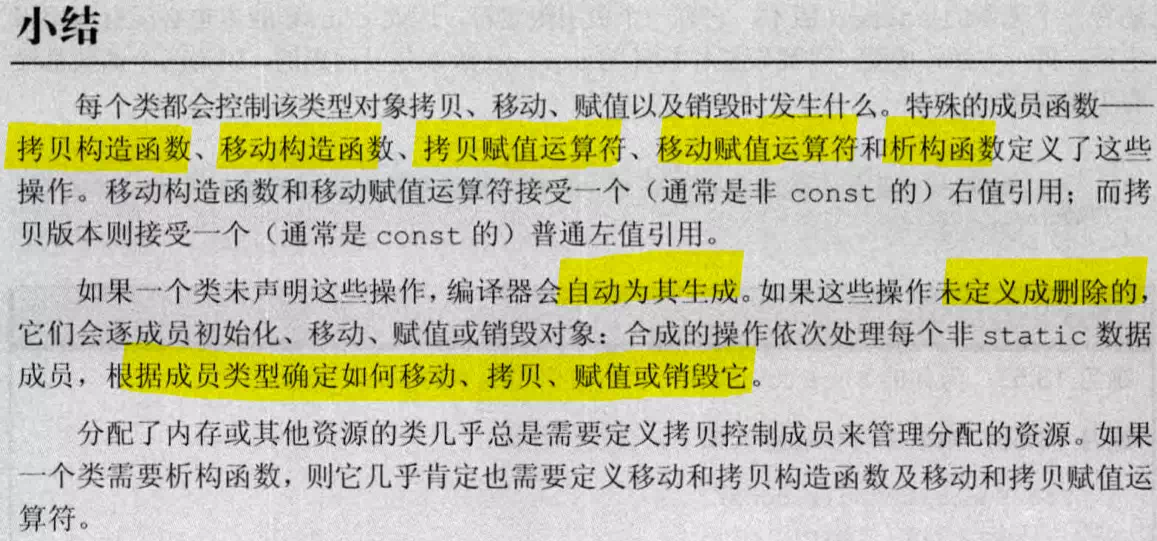 小结
每个类都会控制该类型对象拷贝、移动、赋值以及销毁时发生什么。特殊的成员函数——
拷贝构造函数、移动构造函数、拷贝赋值运算符、移动赋值运算符和析构函数定义了这些
操作。移动构造函数和移动赋值运算符接受一个（通常是非 const 的）右值引用；而拷
贝版本则接受一个（通常是 const 的）普通左值引用。
如果一个类未声明这些操作，编译器会自动为其生成。如果这些操作未定义成删除的，
它们会逐成员初始化、移动、赋值或销毁对象：合成的操作依次处理每个非 static 数据
成员，根据成员类型确定如何移动、拷贝、赋值或销毁它。
分配了内存或其他资源的类几乎总是需要定义拷贝控制成员来管理分配的资源。如果
一个类需要析构函数，则它几乎肯定也需要定义移动和拷贝构造函数及移动和拷贝赋值运
算符。